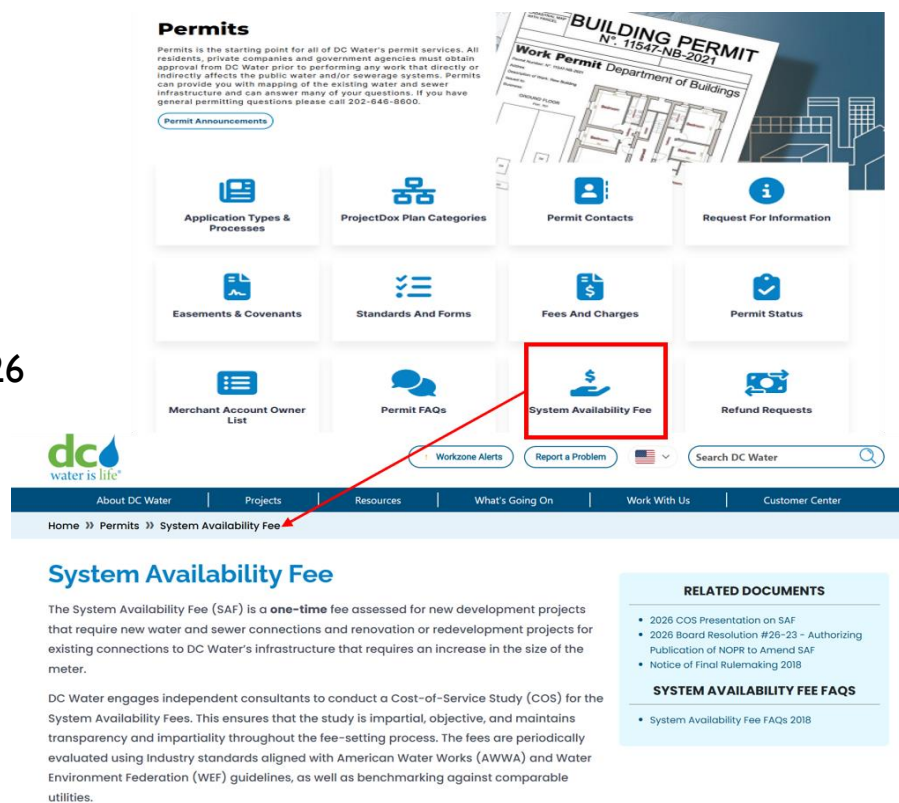 Permits
Permits is the starting point for all of DC Water's permit services. All
residents, private companies and government agencies must obtain
approval from DC Water prior to performing any work that directly or
indirectly affects the public water and/or sewerage systems. Permits
can provide you with mapping of the existing water and sewer
infrastructure and can answer many of your question. If you have
general permitting questions please call 202-646-8600.
Permit Announcements
BUILDING PERMIT
N°. 11547-NB-2021
Work Permit Department of Buildings
GROUND FLOOR
Application Types &
Processes
ProjectDox Plan Categories
Permit Contacts
Request For Information
Easements & Covenants
Standards And Forms
Fees And Charges
Permit Status
26
Merchant Account Owner
List
Permit FAQs
System Availability Fee
Refund Requests
dc
water is life®
Workzone Alerts
Report a Problem
Search DC Water
About DC Water
Projects
Resources
What's Going On
Work With Us
Customer Center
Home » Permits » System Availability Fee
System Availability Fee
The System Availability Fee (SAF) is a one-time fee assessed for new development projects
that require new water and sewer connections and renovation or redevelopment projects for
existing connections to DC Water's infrastructure that requires an increase in the size of the
meter.
DC Water engages independent consultants to conduct a Cost-of-Service Study (COS) for the
System Availability Fees. This ensures that the study is impartial, objective, and maintains
transparency and impartiality throughout the fee-setting process. The fees are periodically
evaluated using Industry standards aligned with American Water Works (AWWA) and Water
Environment Federation (WEF) guidelines, as well as benchmarking against comparable
utilities.
RELATED DOCUMENTS
• 2026 COS Presentation on SAF
• 2026 Board Resolution #26-23 - Authorizing
Publication of NOPR to Amend SAF
• Notice of Final Rulemaking 2018
SYSTEM AVAILABILITY FEE FAQS
• System Availability Fee FAQs 2018